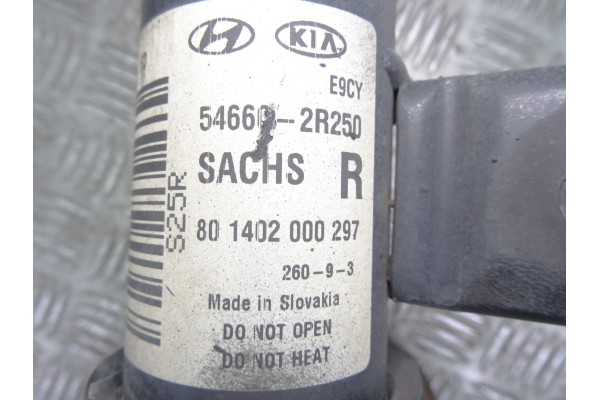 KIA
E9CY
5466 -2R250
SACHS R
80 1402 000 297
260-9-3
Made in Slovakia
DO NOT OPEN
DO NOT HEAT
S25R